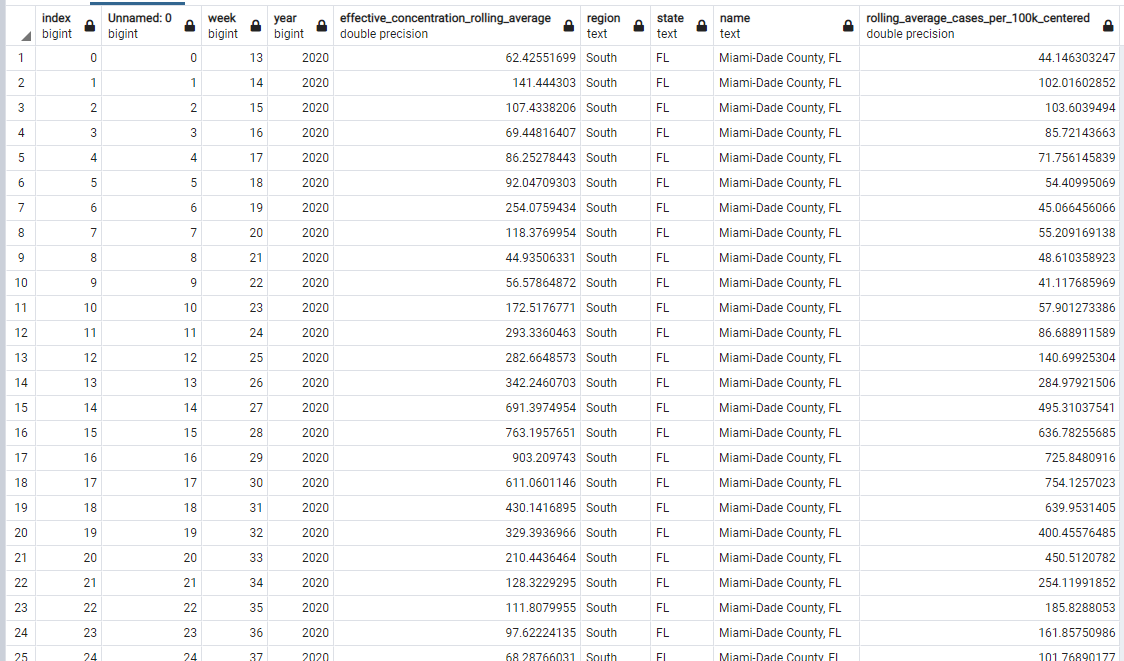 index Unnamed: 0 week year effective_concentration_rolling_average region state name rolling_average_cases_per_100k_centered
bigint bigint bigint bigint double precision text text text double precision
1 0 0 13 2020 62.42551699 South FL Miami-Dade County, FL 44.146303247
2 1 1 14 2020 141.444303 South FL Miami-Dade County, FL 102.01602852
3 2 2 15 2020 107.4338206 South FL Miami-Dade County, FL 103.6039494
4 3 3 16 2020 69.44816407 South FL Miami-Dade County, FL 85.72143663
5 4 4 17 2020 86.25278443 South FL Miami-Dade County, FL 71.756145839
6 5 5 18 2020 92.04709303 South FL Miami-Dade County, FL 54.40995069
7 6 6 19 2020 254.0759434 South FL Miami-Dade County, FL 45.066456066
8 7 7 20 2020 118.3769954 South FL Miami-Dade County, FL 55.209169138
9 8 8 21 2020 44.93506331 South FL Miami-Dade County, FL 48.610358923
10 9 9 22 2020 56.57864872 South FL Miami-Dade County, FL 41.117685969
11 10 10 23 2020 172.5176771 South FL Miami-Dade County, FL 57.901273386
12 11 11 24 2020 293.3360463 South FL Miami-Dade County, FL 86.688911589
13 12 12 25 2020 282.6648573 South FL Miami-Dade County, FL 140.69925304
14 13 13 26 2020 342.2460703 South FL Miami-Dade County, FL 284.97921506
15 14 14 27 2020 691.3974954 South FL Miami-Dade County, FL 495.31037541
16 15 15 28 2020 763.1957651 South FL Miami-Dade County, FL 636.78255685
17 16 16 29 2020 903.209743 South FL Miami-Dade County, FL 725.8480916
18 17 17 30 2020 611.0601146 South FL Miami-Dade County, FL 754.1257023
19 18 18 31 2020 430.1416895 South FL Miami-Dade County, FL 639.9531405
20 19 19 32 2020 329.3936966 South FL Miami-Dade County, FL 400.45576485
21 20 20 33 2020 210.4436464 South FL Miami-Dade County, FL 450.5120782
22 21 21 34 2020 128.3229295 South FL Miami-Dade County, FL 254.11991852
23 22 22 35 2020 111.8079955 South FL Miami-Dade County, FL 185.8288053
24 23 23 36 2020 97.62224135 South FL Miami-Dade County, FL 161.85750986
25 24 24 37 2020 68.28766031 South FL Miami-Dade County, FL 101.76890177